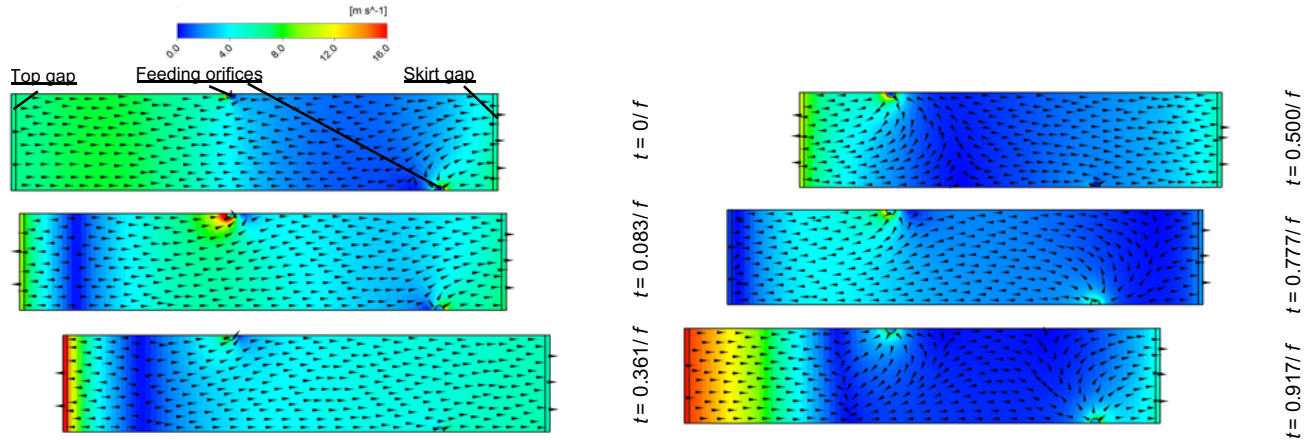 [m s^-1]
0.0 4.0 8.0 12.0 16.0
Top gap Feeding orifices Skirt gap
t = 0/ f
t = 0.083/ f
t = 0.361/ f
t = 0.500/ f
t = 0.777/ f
t = 0.917/ f